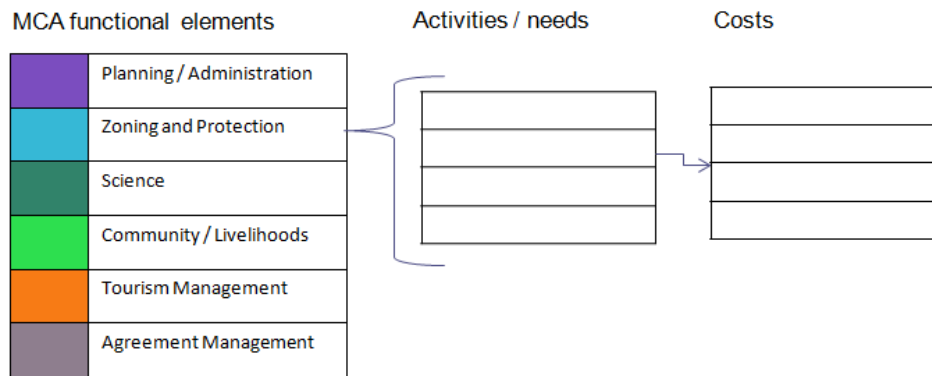 MCA functional elements
Activities / needs
Costs
Planning / Administration
Zoning and Protection
Science
Community / Livelihoods
Tourism Management
Agreement Management